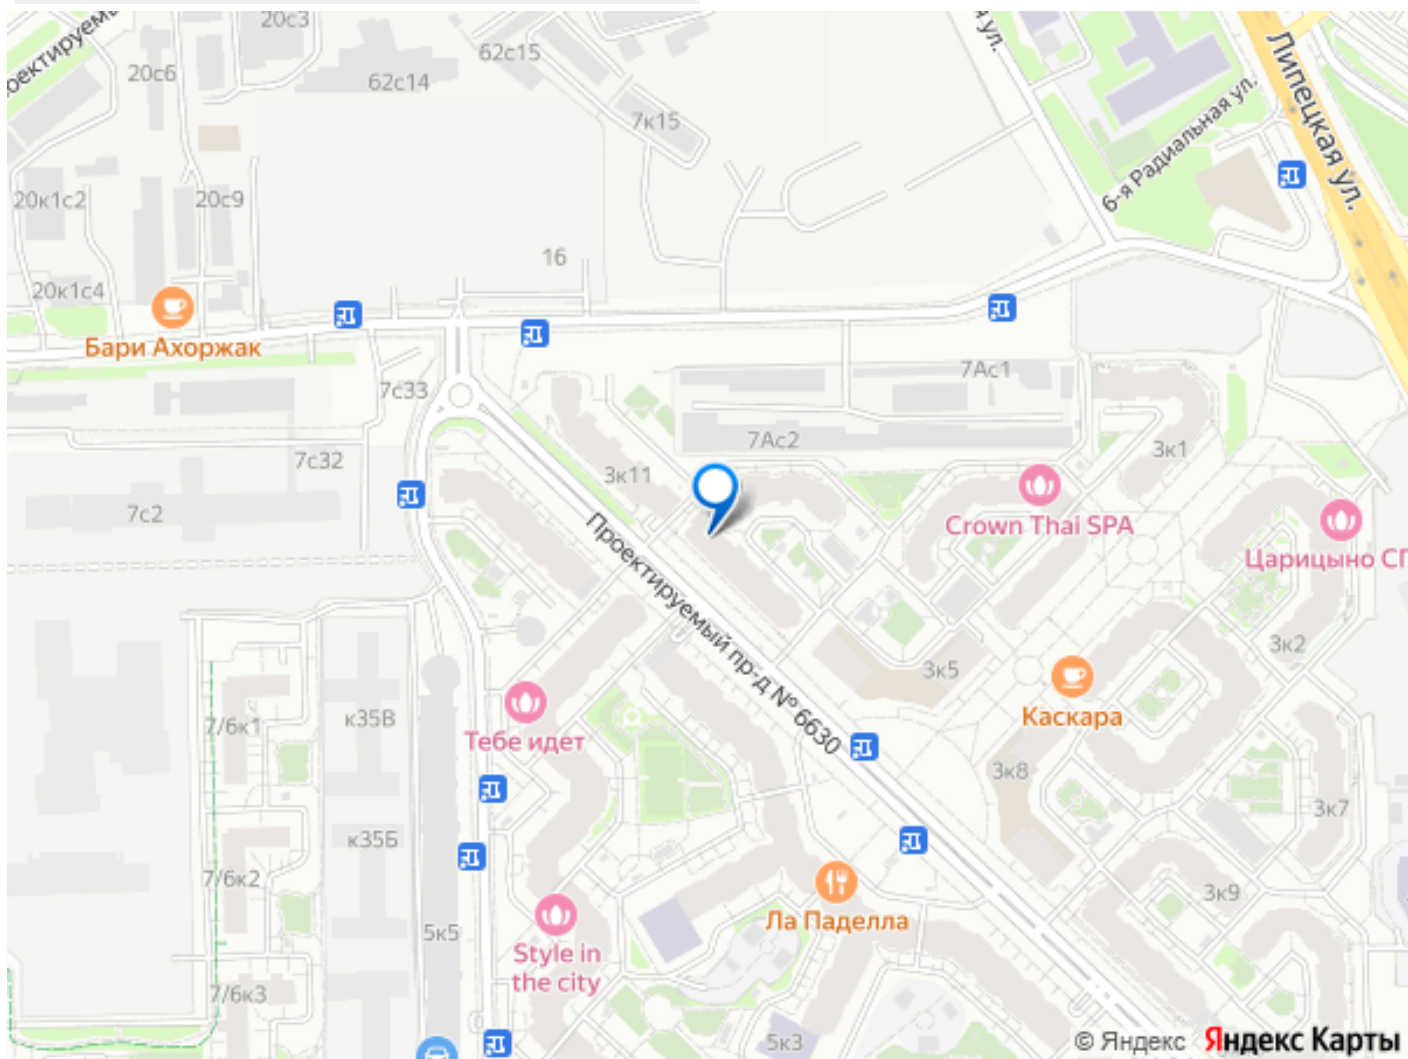 20с3
62с15
20с6
62с14
7к15
Липецкая ул.
6-я Радиальная ул.
20к1с2
20с9
16
20к1с4
Бари Ахоржак
7с33
7Ас1
7Ас2
3к1
7с32
3к11
7с2
Crown Thai SPA
Царицыно СП
Проектируемый пр-д № 6630
3к5
3к2
7/6к1
к35В
Тебе идет
Каскара
3к8
3к7
к35Б
7/6к2
3к9
5к5
Ла Паделла
Style in
the city
7/6к3
5к3
© Яндекс Яндекс Карты